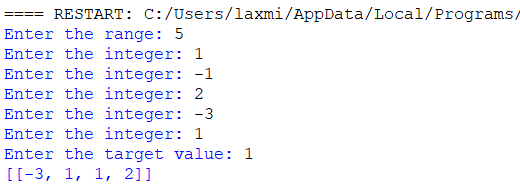 ==== RESTART: C:/Users/laxmi/AppData/Local/Programs/
Enter the range: 5
Enter the integer: 1
Enter the integer: -1
Enter the integer: 2
Enter the integer: -3
Enter the integer: 1
Enter the target value: 1
[[-3, 1, 1, 2]]